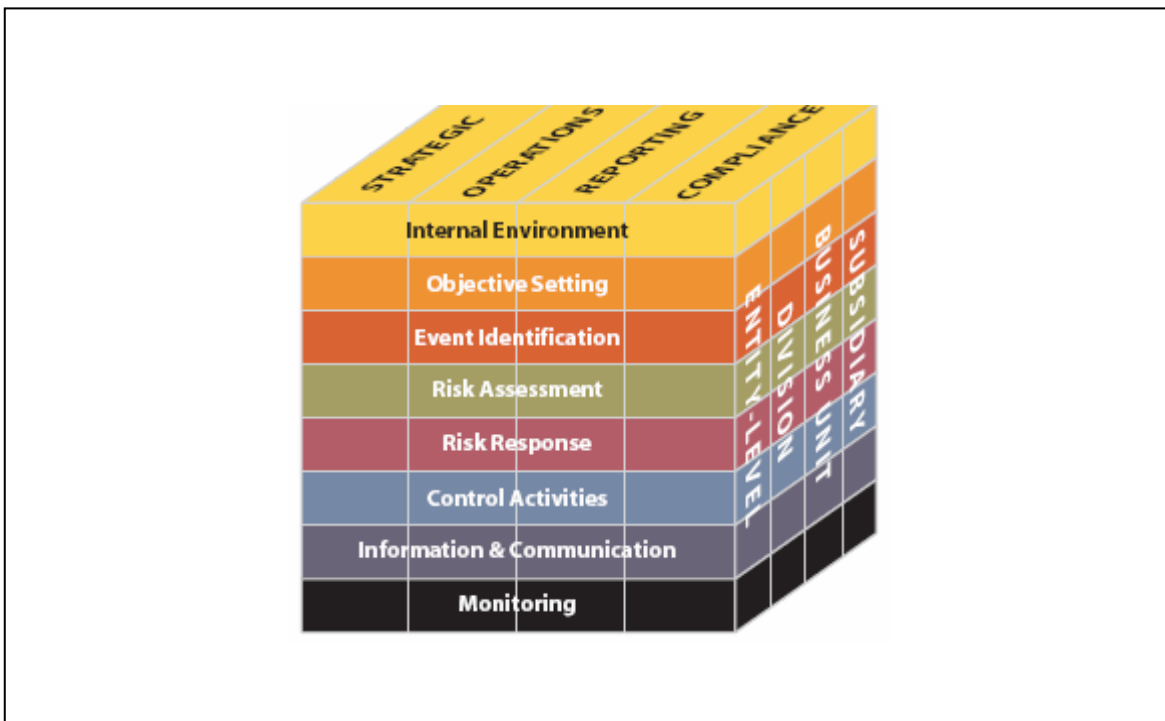 STRATEGIC
OPERATIONS
REPORTING
COMPLIANCE
Internal Environment
Objective Setting
Event Identification
Risk Assessment
Risk Response
Control Activities
Information & Communication
Monitoring
ENTITY-LEVEL
DIVISION
BUSINESS UNIT
SUBSIDIARY